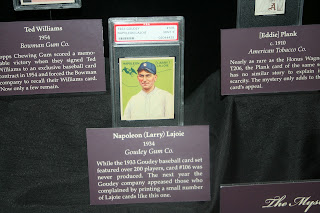 Ted Williams
1954
Bowman Gum Co.
Topps Chewing Gum scored a memo-
rable victory when they signed Ted
Williams to an exclusive baseball card
contract in 1954 and forced the Bowman
company to recall their Williams card.
Now only a few remain.
Napoleon (Larry) Lajoie
1934
Goudey Gum Co.
While the 1933 Goudey baseball card set
featured over 200 players, card #106 was
never produced. The next year the
Goudey company appeased those who
complained by printing a small number
of Lajoie cards like this one.
[Eddie] Plank
c. 1910
American Tobacco Co.
Nearly as rare as the Honus Wagner
T206, the Plank card of the same
has no similar story to explain
scarcity. The mystery only adds to th
card's appeal.
The Mys